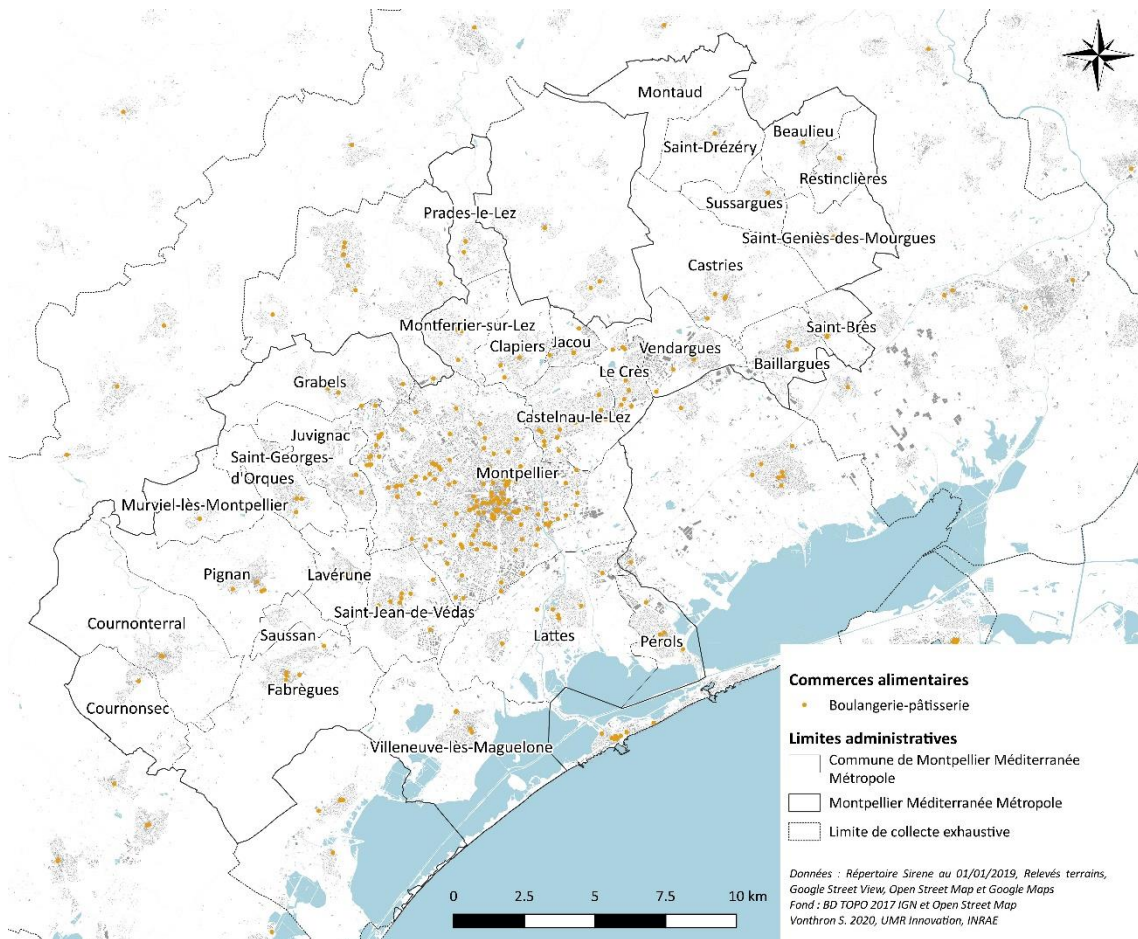 Montaud
Beaulieu
Saint-Drézéry
Restinclières
Sussargues
Prades-le-Lez
Saint-Geniès-des-Mourgues
Castries
Montferrier-sur-Lez
Saint-Brès
Jacou
Clapiers
Vendargues
Baillargues
Le Crès
Grabels
Castelnau-le-Lez
Juvignac
Saint-Georges-
d'Orques
Montpellier
Murviel-lès-Montpellier
Pignan
Lavérune
Saint-Jean-de-Védas
Cournonterral
Saussan
Lattes
Pérols
Fabrègues
Cournonsec
Villeneuve-lès-Maguelone
Commerces alimentaires
Boulangerie-pâtisserie
Limites administratives
Commune de Montpellier Méditerranée
Métropole
Montpellier Méditerranée Métropole
Limite de collecte exhaustive
Données : Répertoire Sirene au 01/01/2019, Relevés terrains,
Google Street View, Open Street Map et Google Maps
Fond : BD TOPO 2017 IGN et Open Street Map
Vonthron S. 2020, UMR Innovation, INRAE
0 2.5 5 7.5 10 km